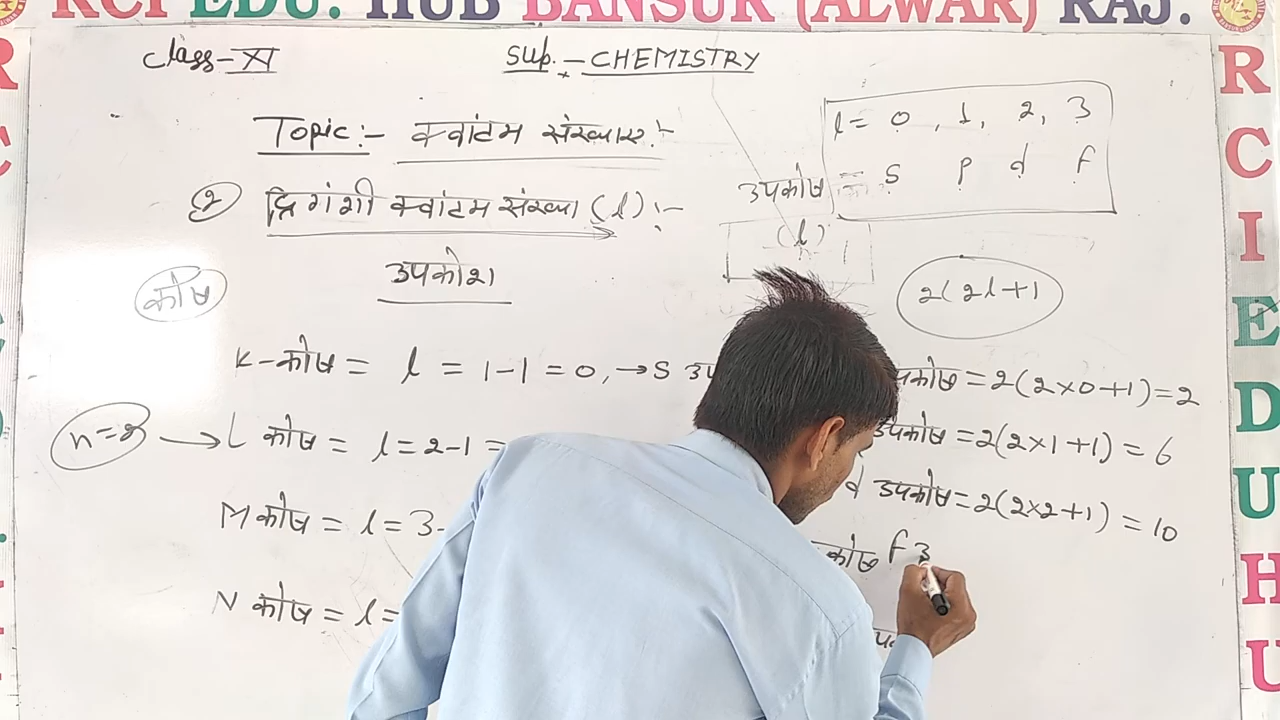 RCI EDU. HUB BANSUR (ALWAR) RAJ.
Class-XI
Sub.-CHEMISTRY
Topic:- क्वांटम संख्याए:-
l = 0, 1, 2, 3
उपकोष = s p d f
② द्विगंशी क्वांटम संख्या (l):-
(l)
उपकोश
कोष
2(2l+1
K-कोष = l = 1-1 = 0, → S
उपकोष = 2(2×0+1)=2
n=2 → L कोष = l = 2-1 =
उपकोष = 2(2×1+1) = 6
M कोष = l = 3-
d उपकोष = 2(2×2+1) = 10
कोष f 3
N कोष = l =
R
C
I
E
D
U
H
U